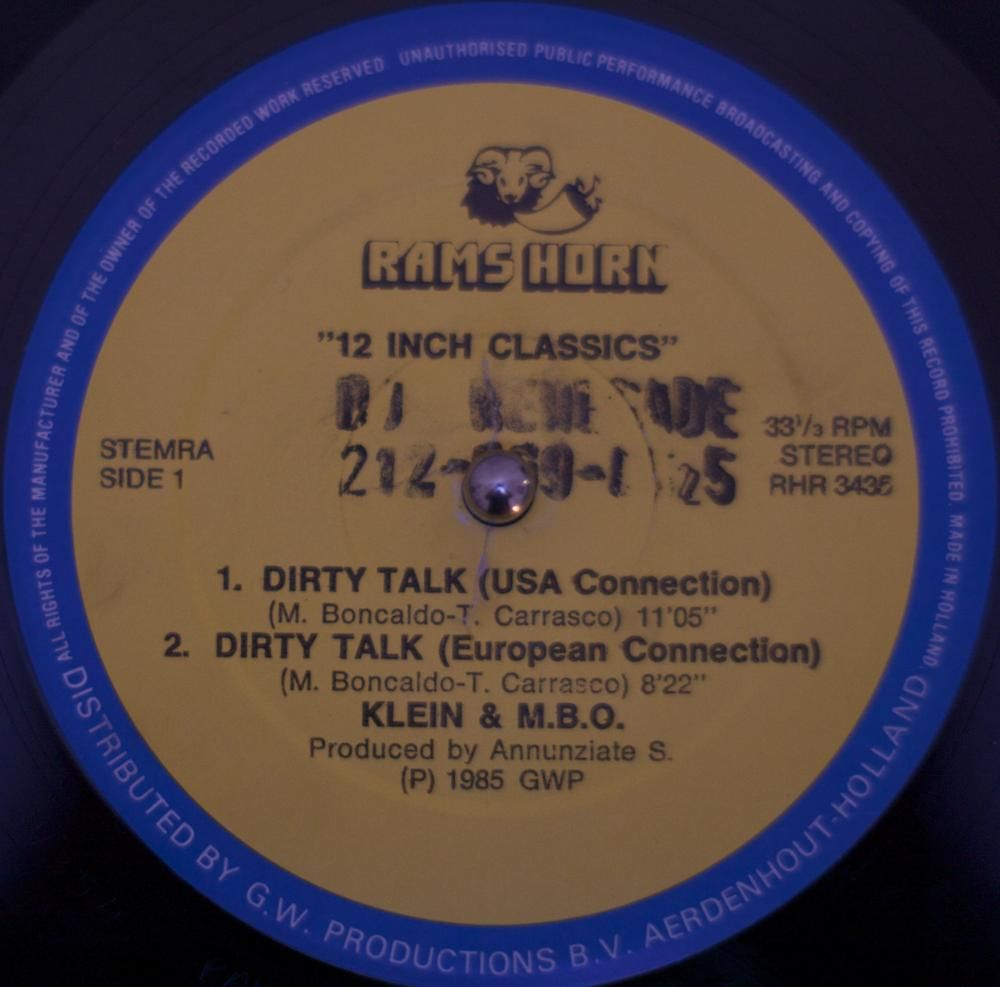 ALL RIGHTS OF THE MANUFACTURER AND OF THE OWNER OF THE RECORDED WORK RESERVED. UNAUTHORISED PUBLIC PERFORMANCE BROADCASTING AND COPYING OF THIS RECORD PROHIBITED. MADE IN HOLLAND.
RAMS HORN
"12 INCH CLASSICS"
DJ
STEMRA
SIDE 1
33¹/₃ RPM
STEREO
RHR 3435
1. DIRTY TALK (USA Connection)
(M. Boncaldo-T. Carrasco) 11'05"
2. DIRTY TALK (European Connection)
(M. Boncaldo-T. Carrasco) 8'22"
KLEIN & M.B.O.
Produced by Annunziate S.
(P) 1985 GWP
DISTRIBUTED BY G.W. PRODUCTIONS B.V. AERDENHOUT-HOLLAND